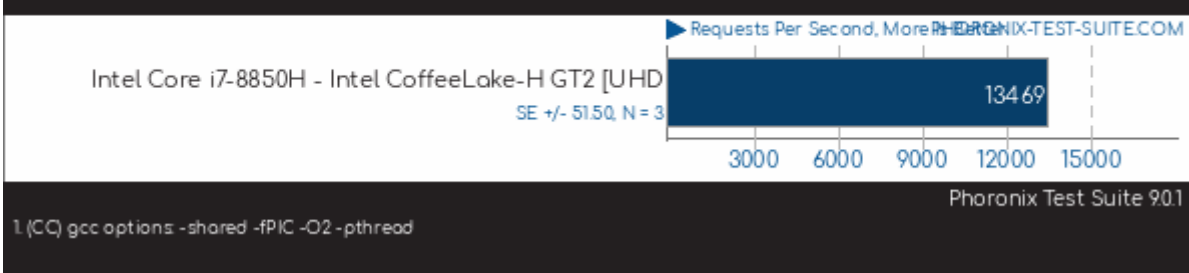 ▶ Requests Per Second, More Is Better
PHORONIX-TEST-SUITE.COM
Intel Core i7-8850H - Intel CoffeeLake-H GT2 [UHD
13469
SE +/- 51.50, N = 3
3000 6000 9000 12000 15000
Phoronix Test Suite 9.0.1
1. (CC) gcc options: -shared -fPIC -O2 -pthread